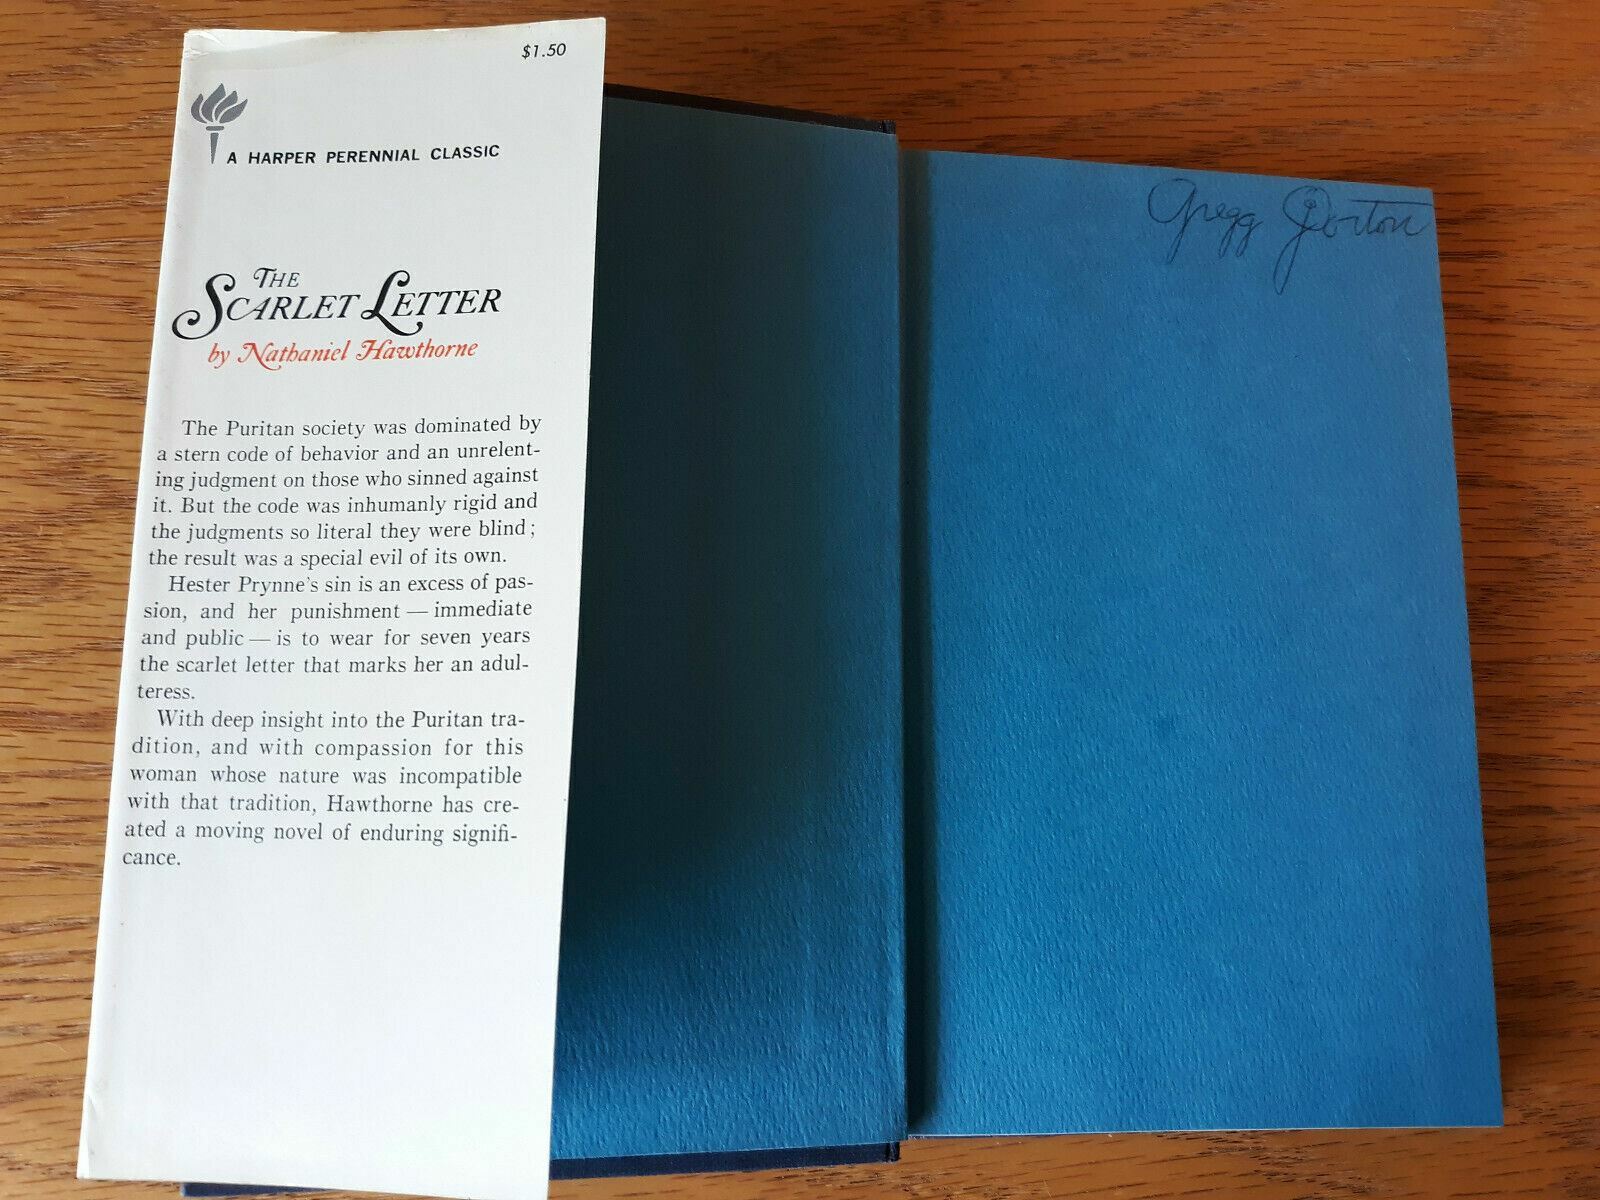 $1.50
A HARPER PERENNIAL CLASSIC
THE
SCARLET LETTER
by Nathaniel Hawthorne
The Puritan society was dominated by
a stern code of behavior and an unrelent-
ing judgment on those who sinned against
it. But the code was inhumanly rigid and
the judgments so literal they were blind;
the result was a special evil of its own.
Hester Prynne's sin is an excess of pas-
sion, and her punishment — immediate
and public — is to wear for seven years
the scarlet letter that marks her an adul-
teress.
With deep insight into the Puritan tra-
dition, and with compassion for this
woman whose nature was incompatible
with that tradition, Hawthorne has cre-
ated a moving novel of enduring signifi-
cance.
Gregg